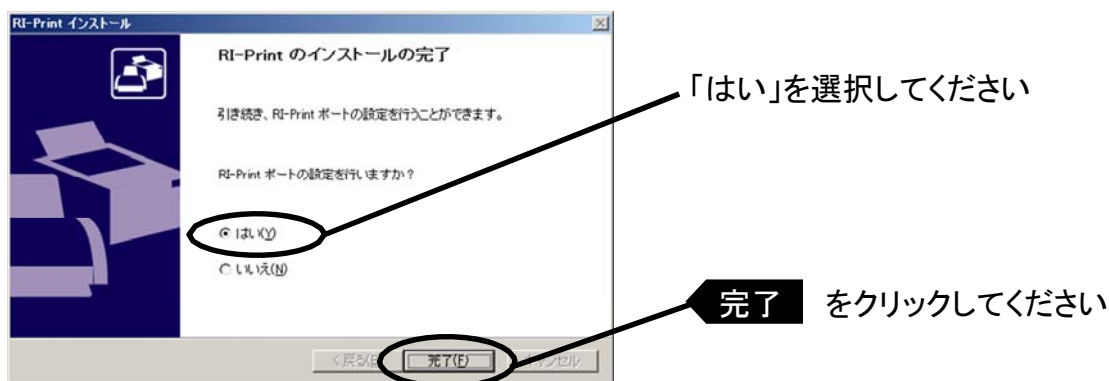 RI-Print インストール
RI-Print のインストールの完了
引き続き、RI-Print ポートの設定を行うことができます。
RI-Print ポートの設定を行いますか？
はい(Y)
いいえ(N)
完了(F)
「はい」を選択してください
完了 をクリックしてください